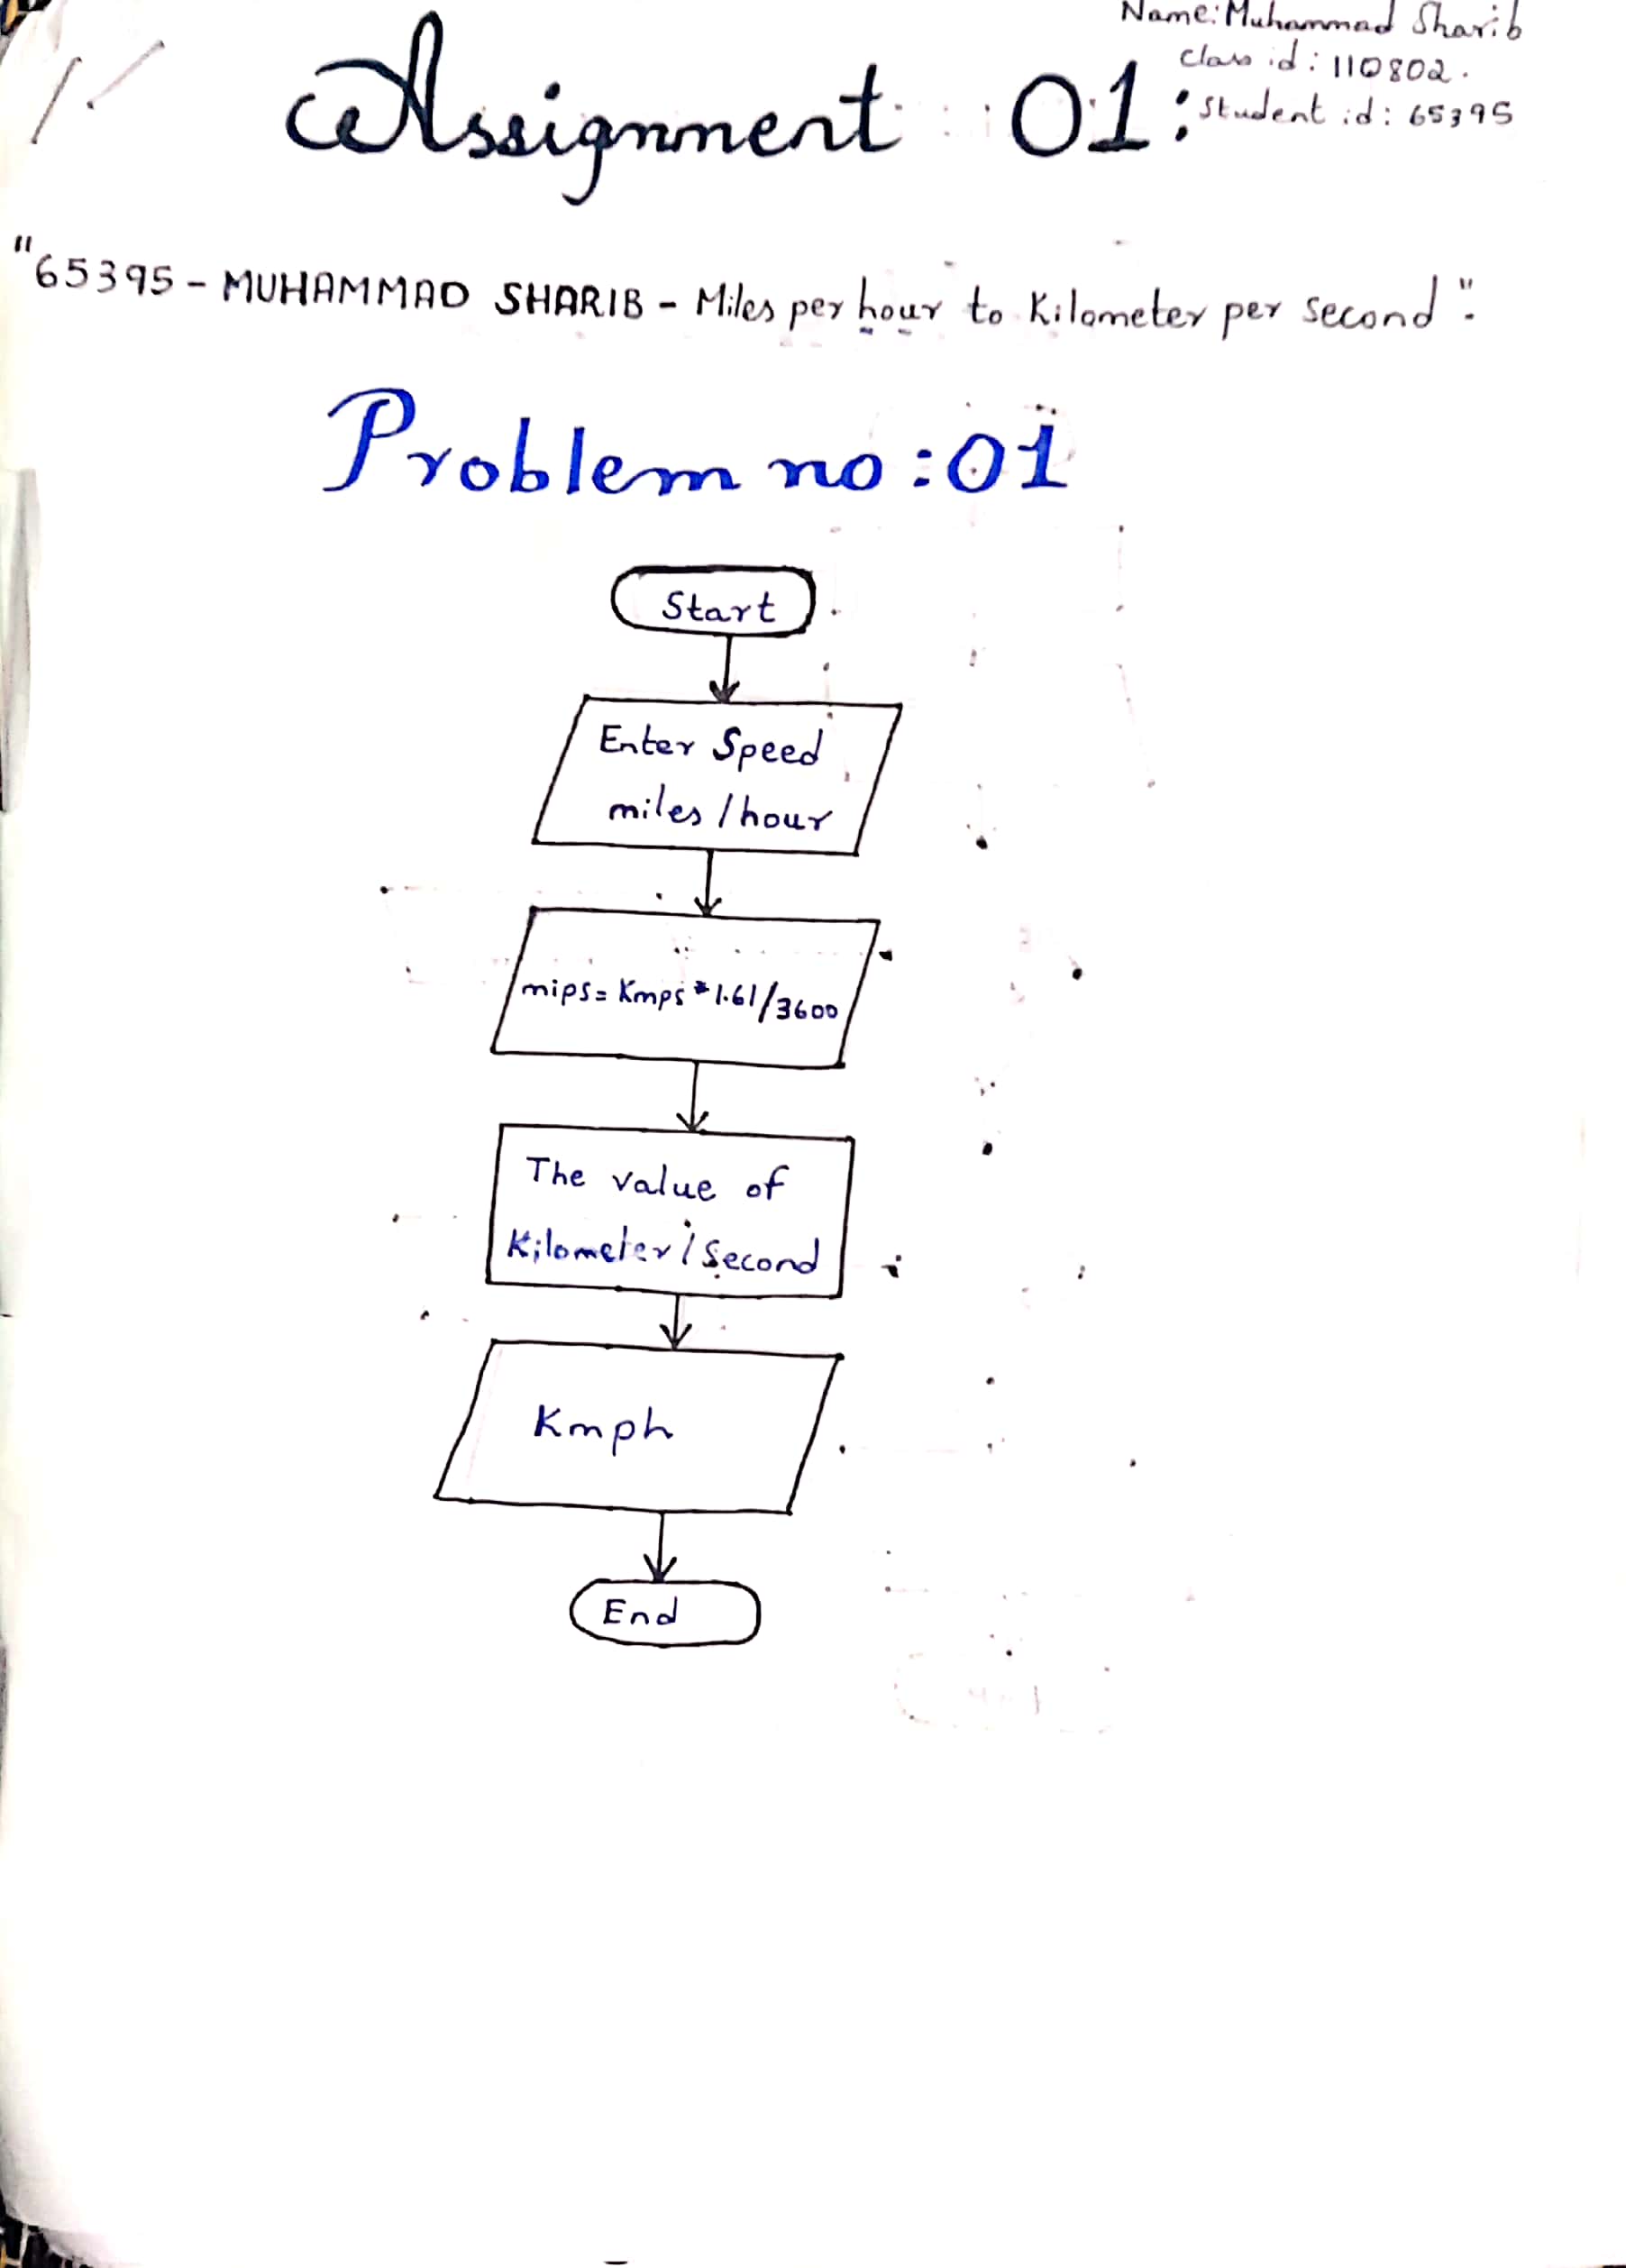 Name: Muhammad Sharib
Class id: 110802.
Assignment 01:
Student id: 65395
"65395 - MUHAMMAD SHARIB - Miles per hour to Kilometer per second".
Problem no:01
Start
Enter Speed
miles/hour
mips= Kmps*1.61/3600
The value of
Kilometer/Second
Kmph
End